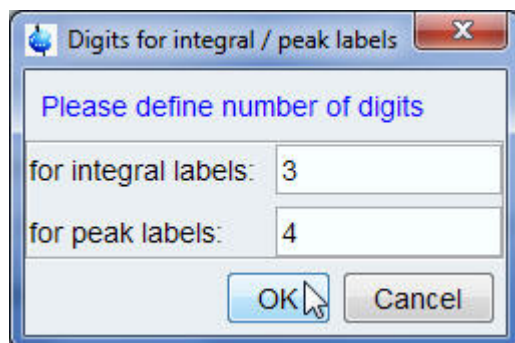 Digits for integral / peak labels
Please define number of digits
for integral labels: 3
for peak labels: 4
OK Cancel